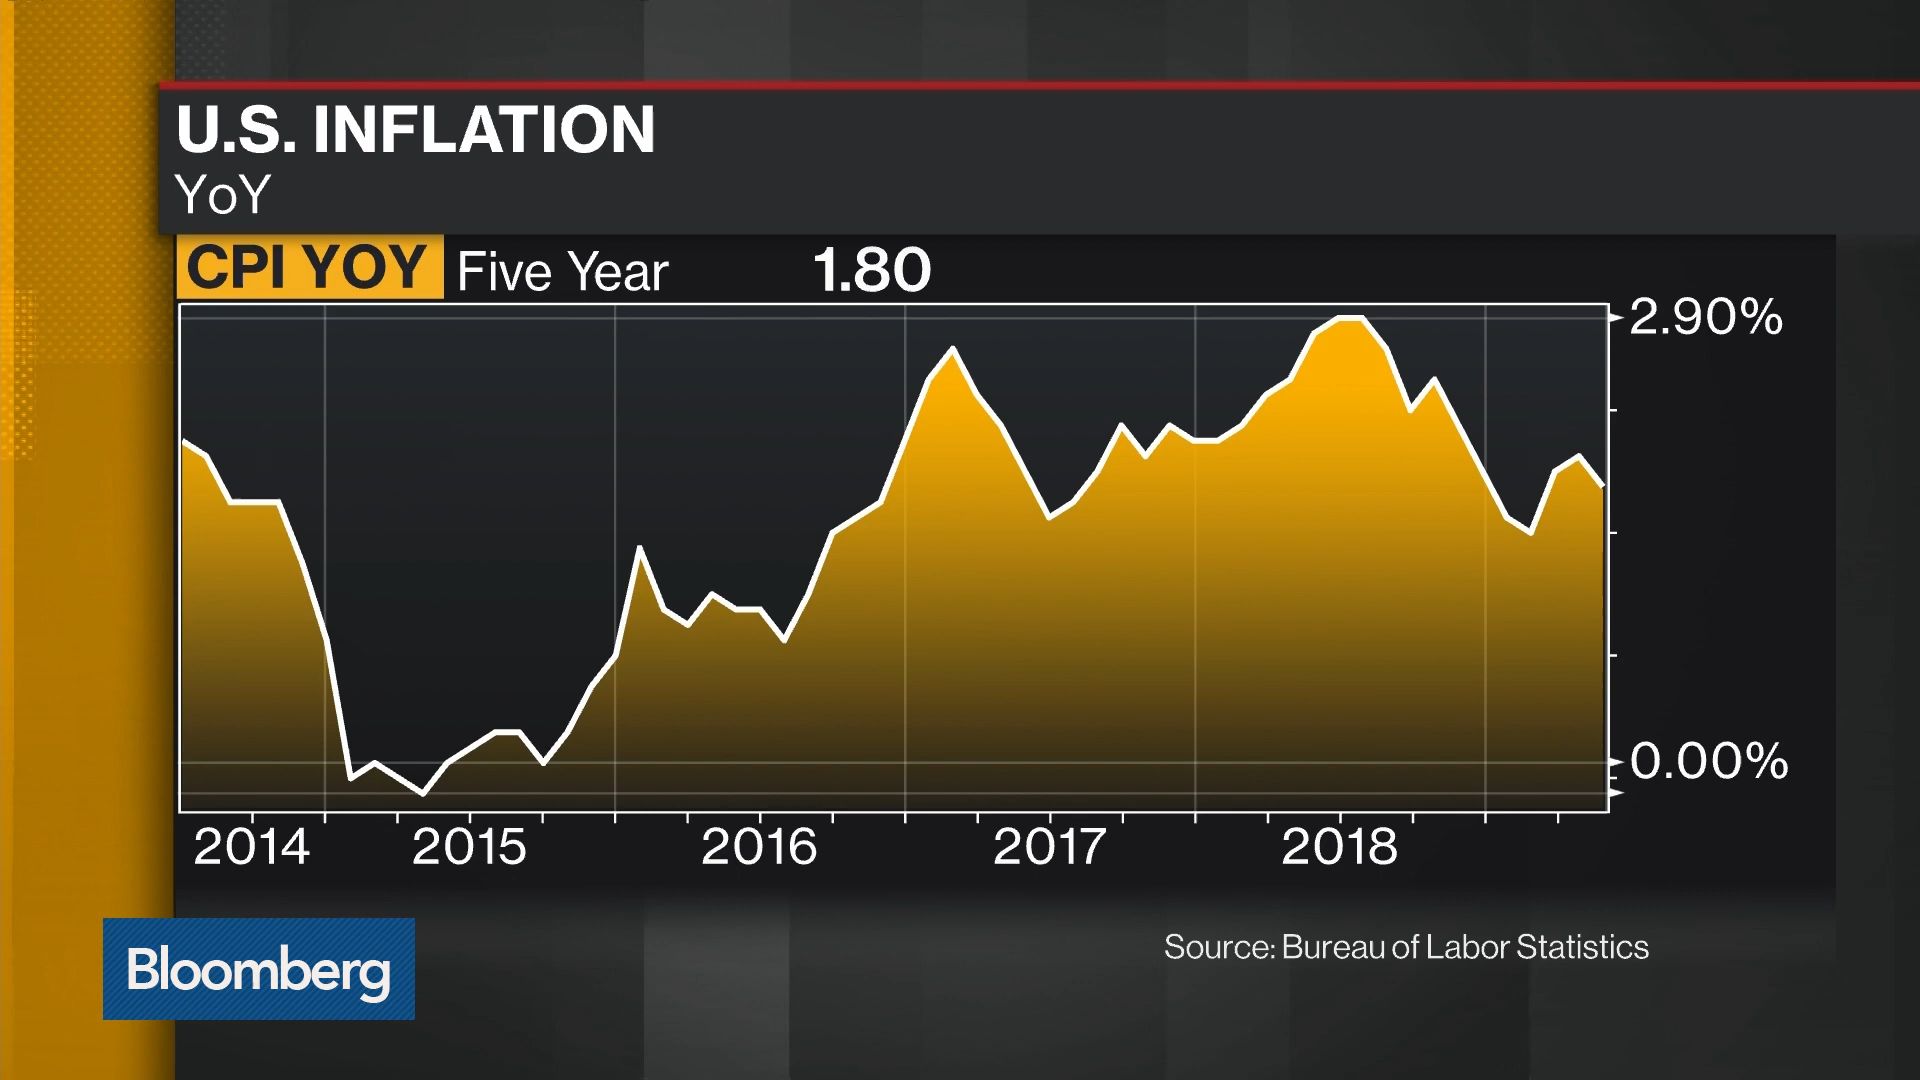 U.S. INFLATION
YoY
CPI YOY Five Year 1.80
2.90%
0.00%
2014 2015 2016 2017 2018
Bloomberg
Source: Bureau of Labor Statistics